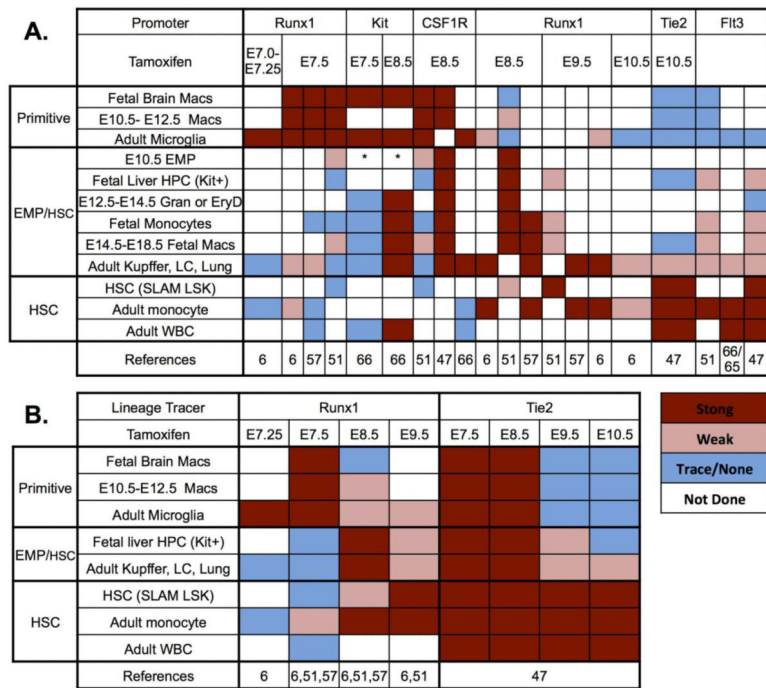 A.
Promoter Runx1 Kit CSF1R Runx1 Tie2 Flt3
Tamoxifen E7.0-E7.25 E7.5 E7.5 E8.5 E8.5 E8.5 E9.5 E10.5 E10.5
Primitive
Fetal Brain Macs
E10.5- E12.5 Macs
Adult Microglia
EMP/HSC
E10.5 EMP * *
Fetal Liver HPC (Kit+)
E12.5-E14.5 Gran or EryD
Fetal Monocytes
E14.5-E18.5 Fetal Macs
Adult Kupffer, LC, Lung
HSC
HSC (SLAM LSK)
Adult monocyte
Adult WBC
References 6 6 57 51 66 66 51 47 66 6 51 57 51 57 6 6 47 51 66/65 47
B.
Lineage Tracer Runx1 Tie2
Tamoxifen E7.25 E7.5 E8.5 E9.5 E7.5 E8.5 E9.5 E10.5
Primitive
Fetal Brain Macs
E10.5-E12.5 Macs
Adult Microglia
EMP/HSC
Fetal liver HPC (Kit+)
Adult Kupffer, LC, Lung
HSC
HSC (SLAM LSK)
Adult monocyte
Adult WBC
References 6 6,51,57 6,51,57 6,51 47
Stong
Weak
Trace/None
Not Done